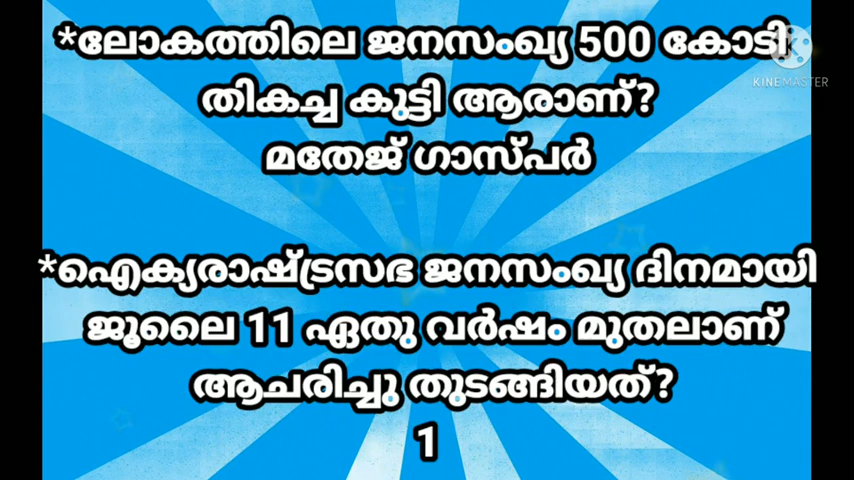 *ലോകത്തിലെ ജനസംഖ്യ 500 കോടി
തികച്ച കുട്ടി ആരാണ്?
മതേജ് ഗാസ്പർ
*ഐക്യരാഷ്ട്രസഭ ജനസംഖ്യ ദിനമായി
ജൂലൈ 11 ഏതു വർഷം മുതലാണ്
ആചരിച്ചു തുടങ്ങിയത്?
1
K
KINEMASTER